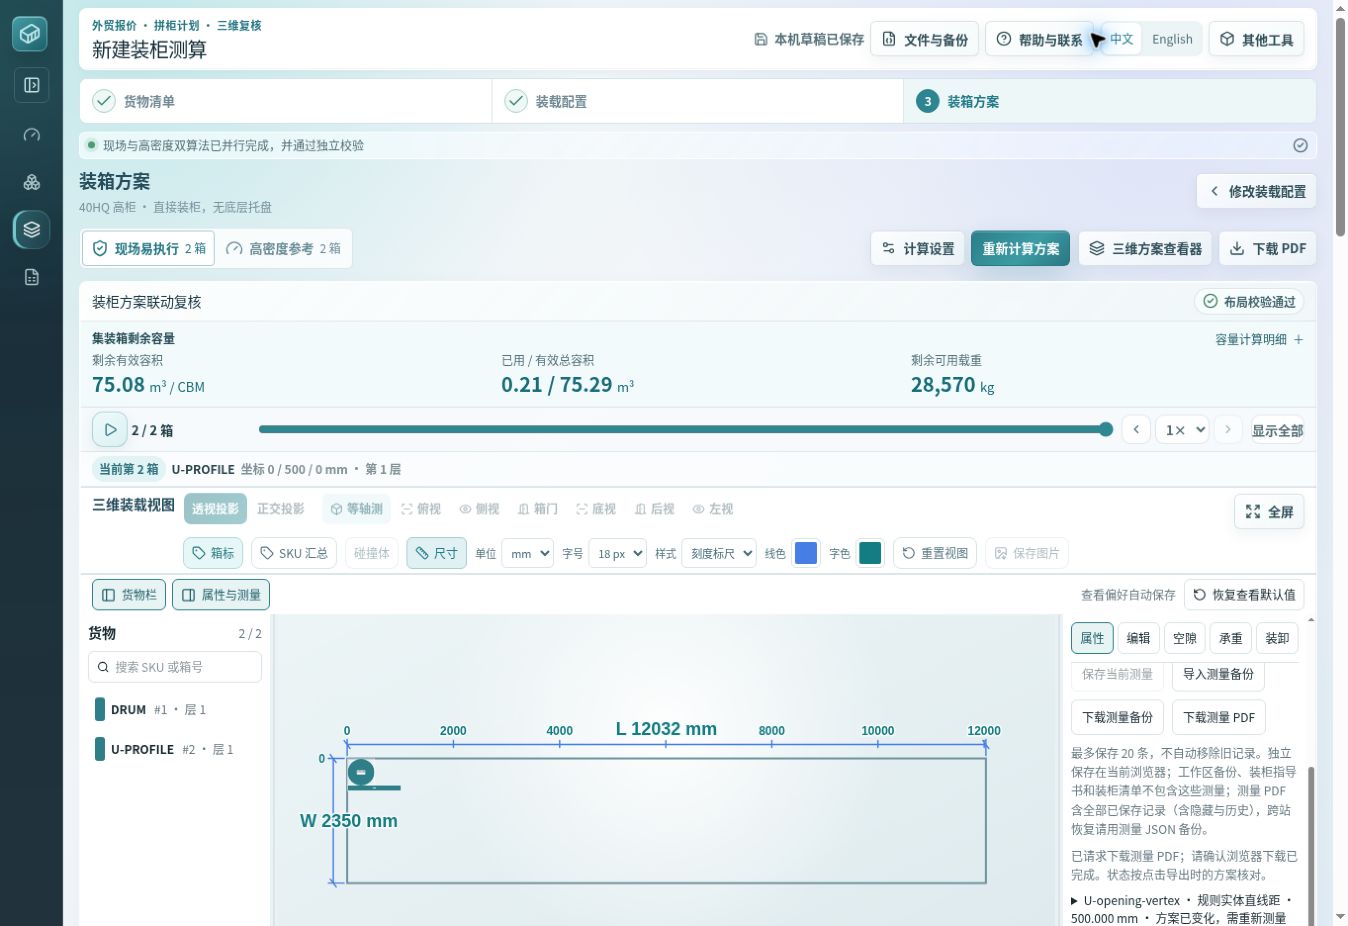 外贸报价 · 拼柜计划 · 三维复核
新建装柜测算
本机草稿已保存
文件与备份
帮助与联系
中文
English
其他工具
货物清单
装载配置
3 装箱方案
现场与高密度双算法已并行完成，并通过独立校验
装箱方案
40HQ 高柜 · 直接装柜，无底层托盘
修改装载配置
现场易执行 2 箱
高密度参考 2 箱
计算设置
重新计算方案
三维方案查看器
下载 PDF
装柜方案联动复核
布局校验通过
集装箱剩余容量
容量计算明细 +
剩余有效容积
已用 / 有效总容积
剩余可用载重
75.08 m³ / CBM
0.21 / 75.29 m³
28,570 kg
2 / 2 箱
1×
显示全部
当前第 2 箱 U-PROFILE 坐标 0 / 500 / 0 mm · 第 1 层
三维装载视图
透视投影
正交投影
等轴测
俯视
侧视
箱门
底视
后视
左视
全屏
箱标
SKU 汇总
碰撞体
尺寸
单位 mm
字号 18 px
样式 刻度标尺
线色
字色
重置视图
保存图片
货物栏
属性与测量
查看偏好自动保存
恢复查看默认值
货物 2 / 2
搜索 SKU 或箱号
DRUM #1 · 层 1
U-PROFILE #2 · 层 1
0 2000 4000 L 12032 mm 8000 10000 12000
0
W 2350 mm
属性
编辑
空隙
承重
装卸
保存当前测量
导入测量备份
下载测量备份
下载测量 PDF
最多保存 20 条，不自动移除旧记录。独立
保存在当前浏览器；工作区备份、装柜指导
书和装柜清单不包含这些测量；测量 PDF
含全部已保存记录（含隐藏与历史），跨站
恢复请用测量 JSON 备份。
已请求下载测量 PDF；请确认浏览器下载已
完成。状态按点击导出时的方案核对。
▶ U-opening-vertex · 规则实体直线距 ·
500.000 mm · 方案已变化，需重新测量